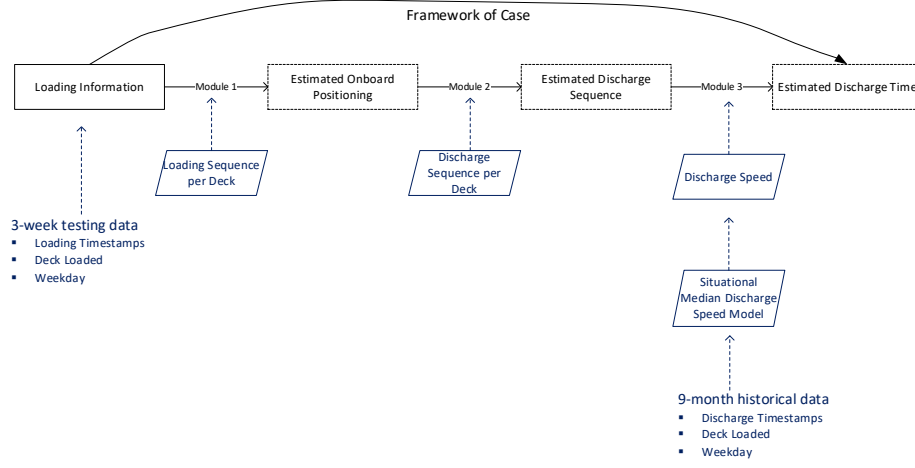 Framework of Case
Loading Information
Module 1
Estimated Onboard
Positioning
Module 2
Estimated Discharge
Sequence
Module 3
Estimated Discharge Time
Loading Sequence
per Deck
Discharge
Sequence per
Deck
Discharge Speed
3-week testing data
▪ Loading Timestamps
▪ Deck Loaded
▪ Weekday
Situational
Median Discharge
Speed Model
9-month historical data
▪ Discharge Timestamps
▪ Deck Loaded
▪ Weekday